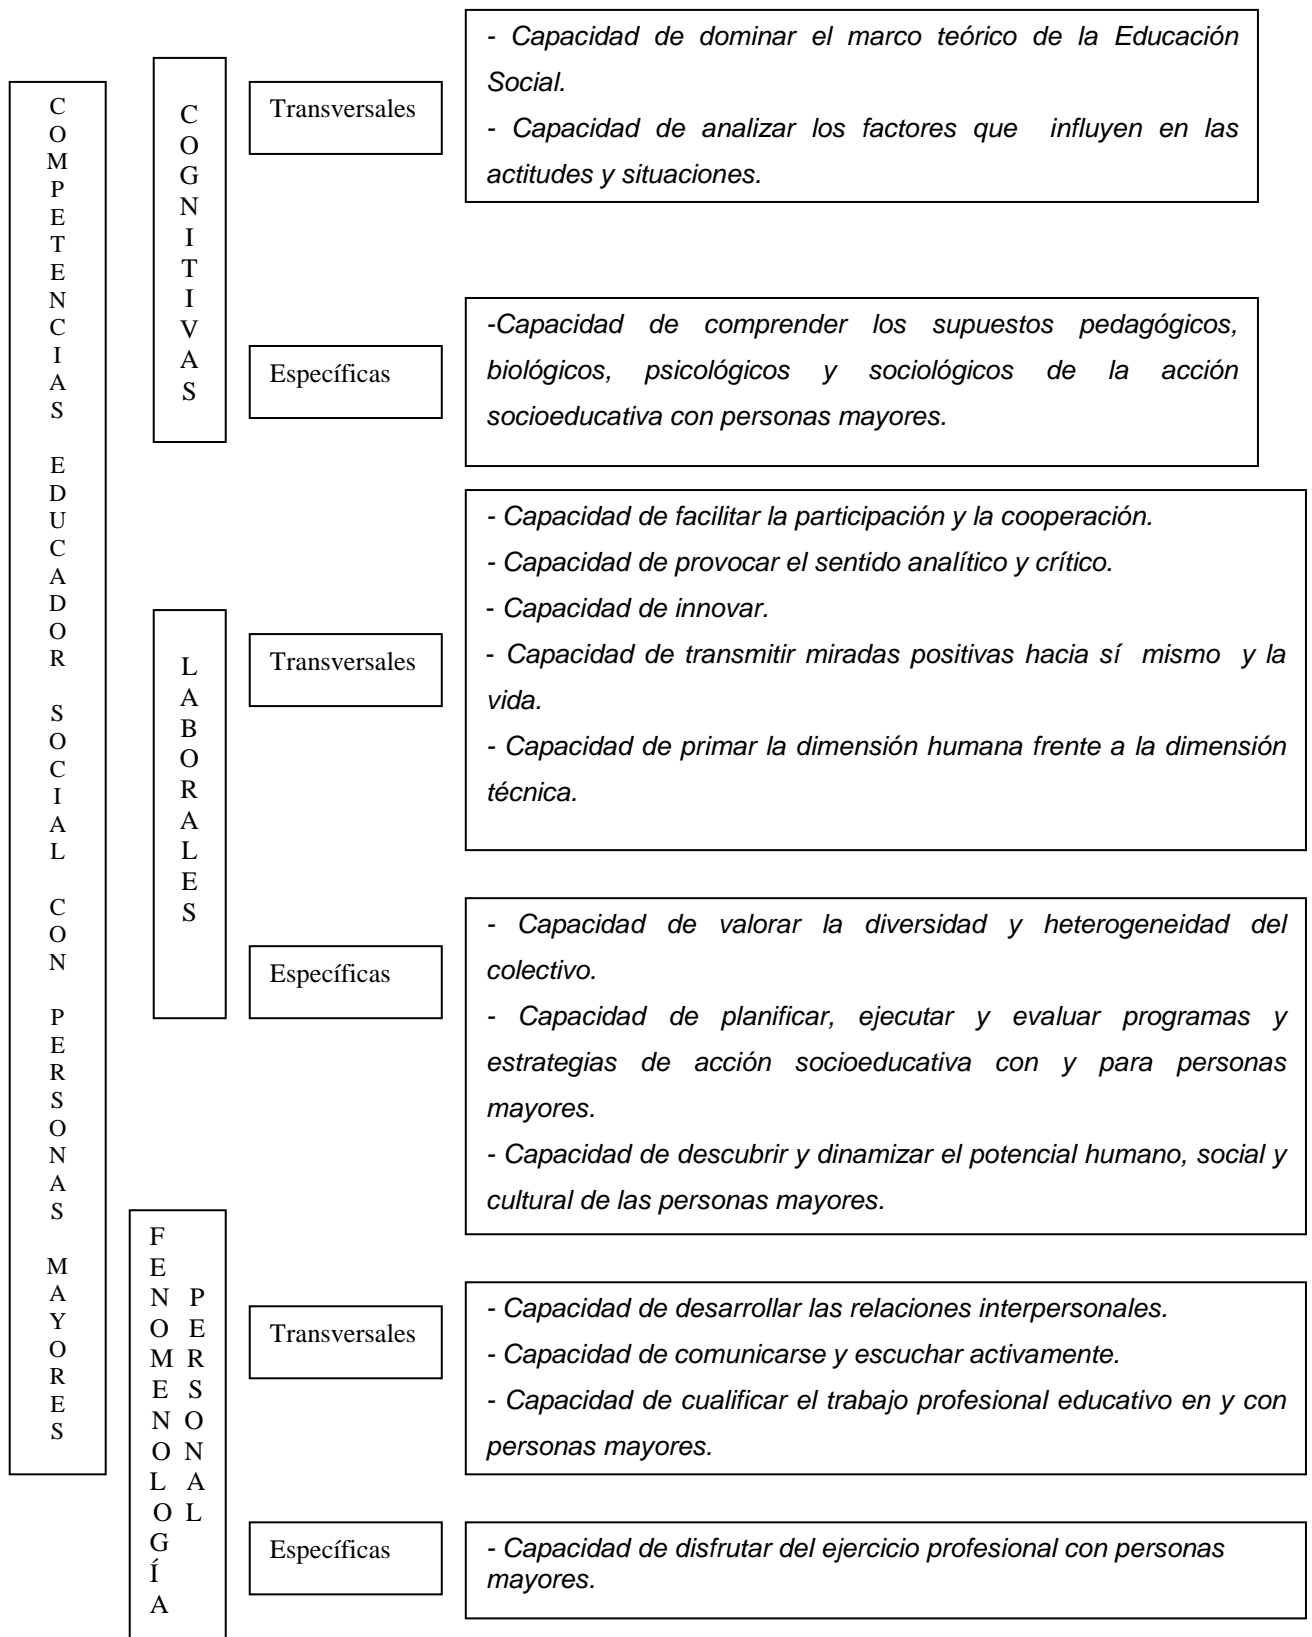 COMPETENCIAS EDUCADOR SOCIAL CON PERSONAS MAYORES
COGNITIVAS
Transversales
- Capacidad de dominar el marco teórico de la Educación
Social.
- Capacidad de analizar los factores que influyen en las
actitudes y situaciones.
Específicas
-Capacidad de comprender los supuestos pedagógicos,
biológicos, psicológicos y sociológicos de la acción
socioeducativa con personas mayores.
LABORALES
Transversales
- Capacidad de facilitar la participación y la cooperación.
- Capacidad de provocar el sentido analítico y crítico.
- Capacidad de innovar.
- Capacidad de transmitir miradas positivas hacia sí mismo y la
vida.
- Capacidad de primar la dimensión humana frente a la dimensión
técnica.
Específicas
- Capacidad de valorar la diversidad y heterogeneidad del
colectivo.
- Capacidad de planificar, ejecutar y evaluar programas y
estrategias de acción socioeducativa con y para personas
mayores.
- Capacidad de descubrir y dinamizar el potencial humano, social y
cultural de las personas mayores.
FENOMENOLOGÍA
PERSONAL
Transversales
- Capacidad de desarrollar las relaciones interpersonales.
- Capacidad de comunicarse y escuchar activamente.
- Capacidad de cualificar el trabajo profesional educativo en y con
personas mayores.
Específicas
- Capacidad de disfrutar del ejercicio profesional con personas
mayores.